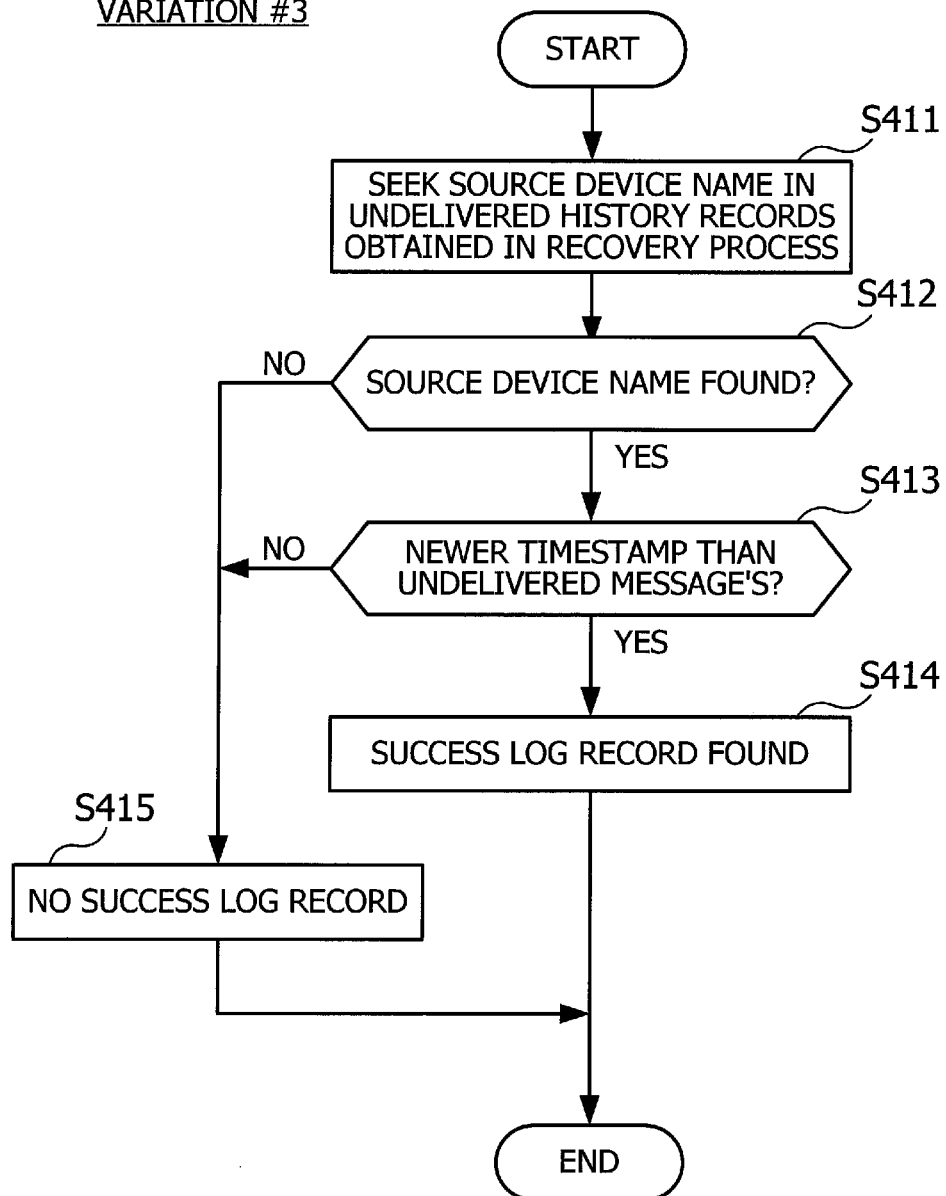 VARIATION #3
START
S411
SEEK SOURCE DEVICE NAME IN
UNDELIVERED HISTORY RECORDS
OBTAINED IN RECOVERY PROCESS
S412
NO
SOURCE DEVICE NAME FOUND?
YES
S413
NO
NEWER TIMESTAMP THAN
UNDELIVERED MESSAGE'S?
YES
S414
SUCCESS LOG RECORD FOUND
S415
NO SUCCESS LOG RECORD
END